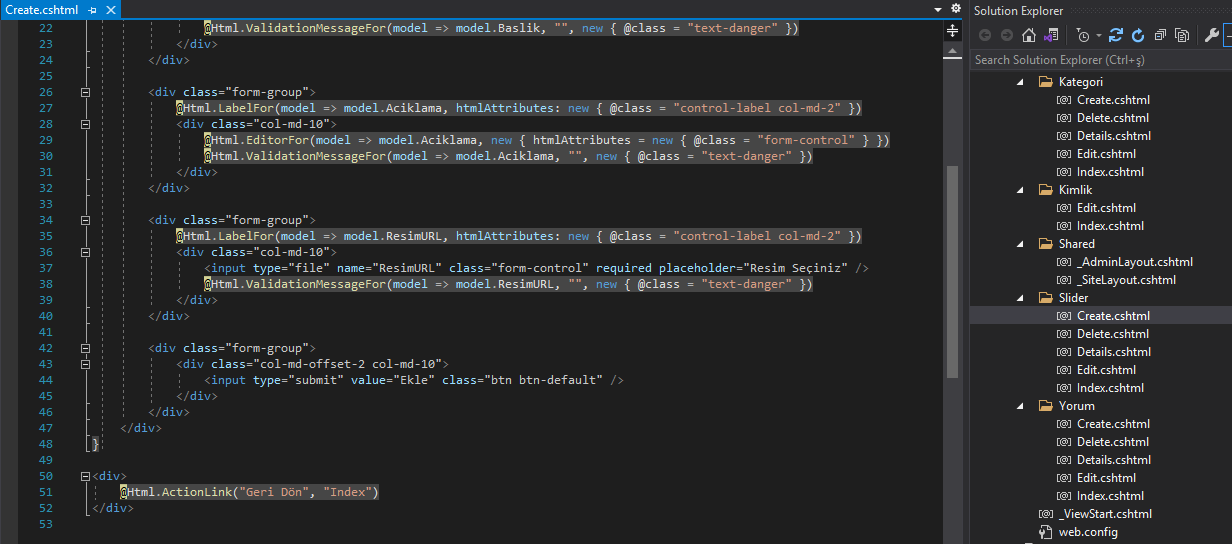 Create.cshtml
22 @Html.ValidationMessageFor(model => model.Baslik, "", new { @class = "text-danger" })
23 </div>
24 </div>
25
26 <div class="form-group">
27 @Html.LabelFor(model => model.Aciklama, htmlAttributes: new { @class = "control-label col-md-2" })
28 <div class="col-md-10">
29 @Html.EditorFor(model => model.Aciklama, new { htmlAttributes = new { @class = "form-control" } })
30 @Html.ValidationMessageFor(model => model.Aciklama, "", new { @class = "text-danger" })
31 </div>
32 </div>
33
34 <div class="form-group">
35 @Html.LabelFor(model => model.ResimURL, htmlAttributes: new { @class = "control-label col-md-2" })
36 <div class="col-md-10">
37 <input type="file" name="ResimURL" class="form-control" required placeholder="Resim Seçiniz" />
38 @Html.ValidationMessageFor(model => model.ResimURL, "", new { @class = "text-danger" })
39 </div>
40 </div>
41
42 <div class="form-group">
43 <div class="col-md-offset-2 col-md-10">
44 <input type="submit" value="Ekle" class="btn btn-default" />
45 </div>
46 </div>
47 </div>
48 }
49
50 <div>
51 @Html.ActionLink("Geri Dön", "Index")
52 </div>
53
Solution Explorer
Search Solution Explorer (Ctrl+ş)
Kategori
Create.cshtml
Delete.cshtml
Details.cshtml
Edit.cshtml
Index.cshtml
Kimlik
Edit.cshtml
Index.cshtml
Shared
_AdminLayout.cshtml
_SiteLayout.cshtml
Slider
Create.cshtml
Delete.cshtml
Details.cshtml
Edit.cshtml
Index.cshtml
Yorum
Create.cshtml
Delete.cshtml
Details.cshtml
Edit.cshtml
Index.cshtml
_ViewStart.cshtml
web.config